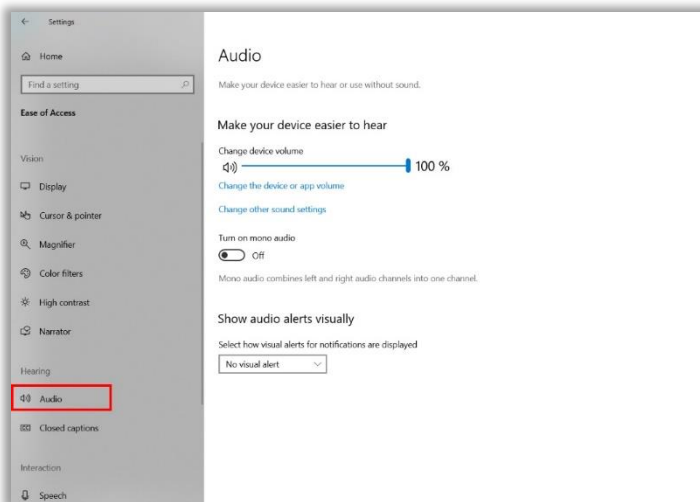 Settings
Home
Find a setting
Ease of Access
Vision
Display
Cursor & pointer
Magnifier
Color filters
High contrast
Narrator
Hearing
Audio
Closed captions
Interaction
Speech
Audio
Make your device easier to hear or use without sound.
Make your device easier to hear
Change device volume
100 %
Change the device or app volume
Change other sound settings
Turn on mono audio
Off
Mono audio combines left and right audio channels into one channel.
Show audio alerts visually
Select how visual alerts for notifications are displayed
No visual alert